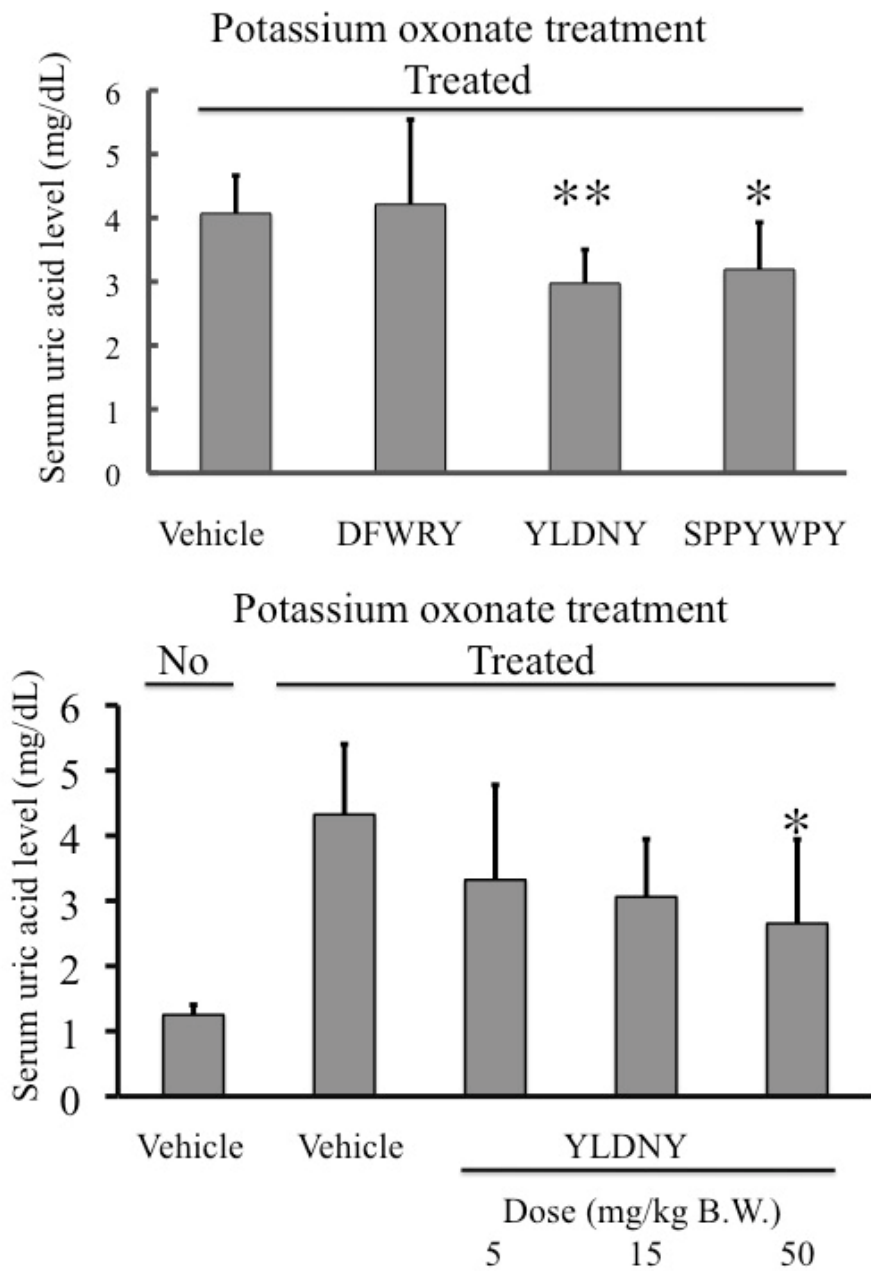 Potassium oxonate treatment
Treated
Serum uric acid level (mg/dL)
6
5
4
3
2
1
0
** *
Vehicle DFWRY YLDNY SPPYWPY
Potassium oxonate treatment
No Treated
Serum uric acid level (mg/dL)
6
5
4
3
2
1
0
*
Vehicle Vehicle YLDNY
Dose (mg/kg B.W.)
5 15 50